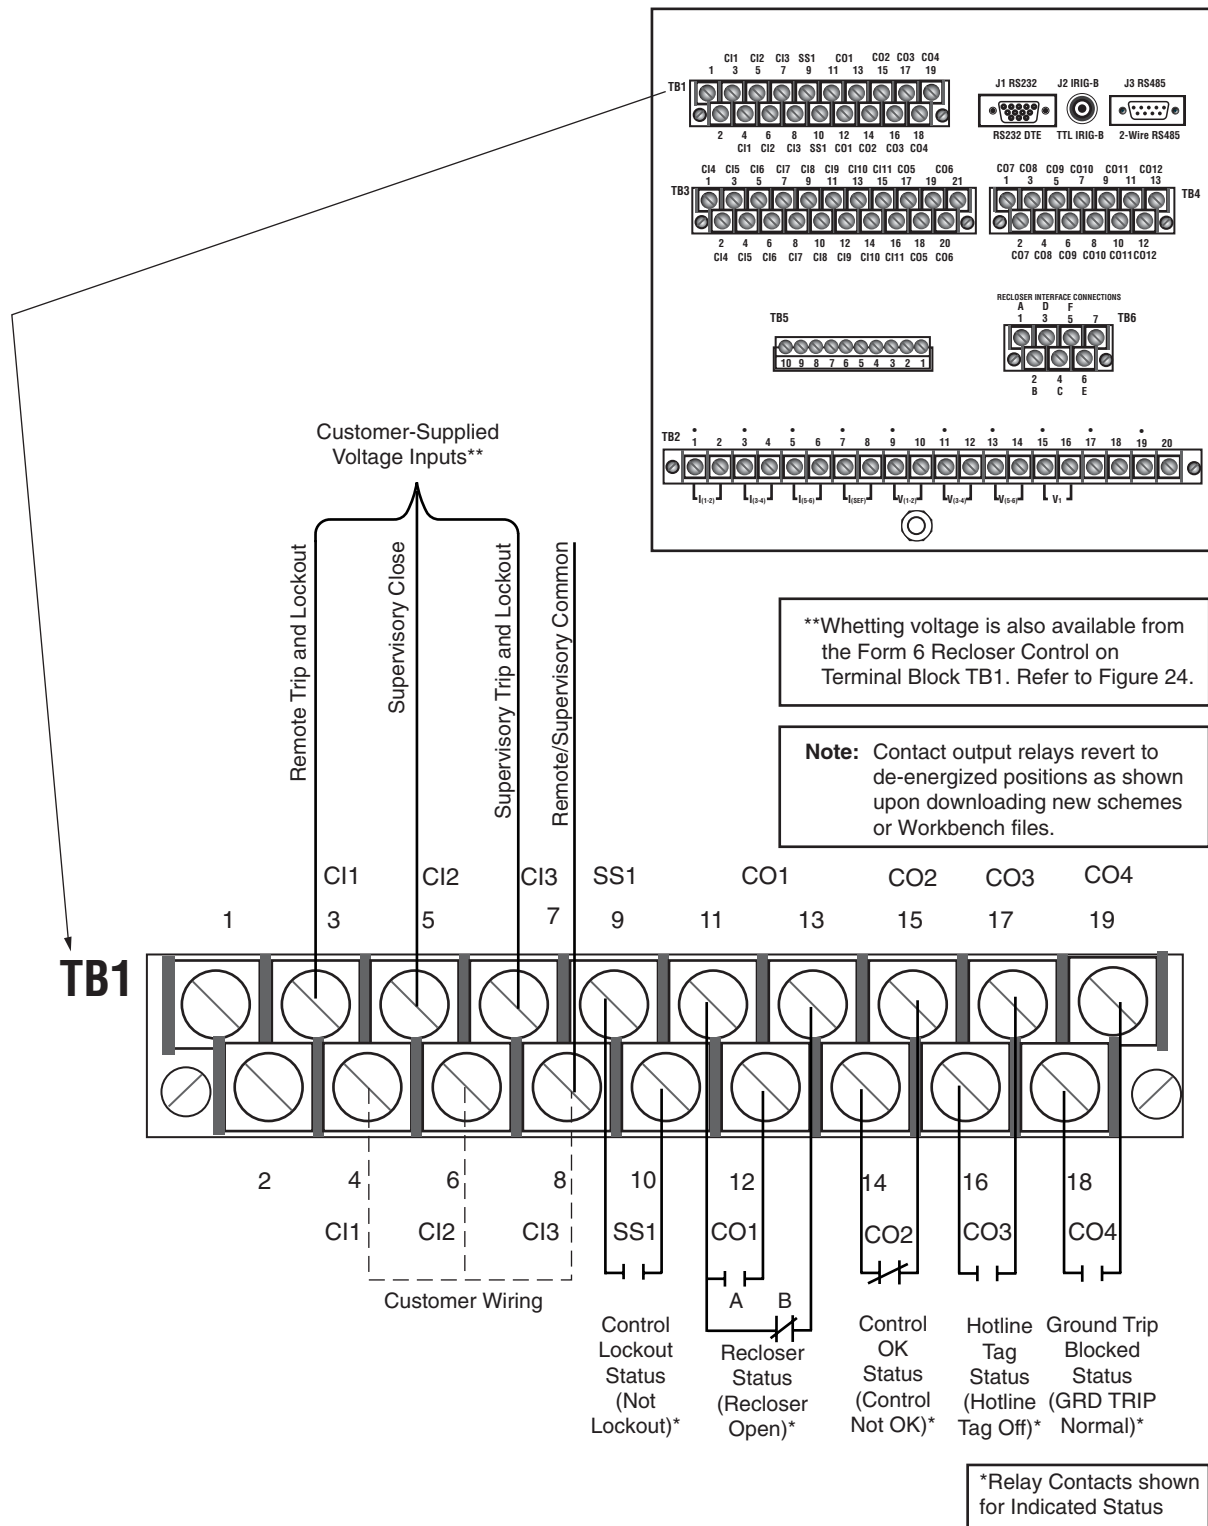 CI1 CI2 CI3 SS1 CO1 CO2 CO3 CO4
1 3 5 7 9 11 13 15 17 19
TB1
2 4 6 8 10 12 14 16 18
CI1 CI2 CI3 SS1 CO1 CO2 CO3 CO4
J1 RS232 J2 IRIG-B J3 RS485
RS232 DTE TTL IRIG-B 2-Wire RS485
CI4 CI5 CI6 CI7 CI8 CI9 CI10 CI11 CO5 CO6
1 3 5 7 9 11 13 15 17 19 21
TB3
2 4 6 8 10 12 14 16 18 20
CI4 CI5 CI6 CI7 CI8 CI9 CI10 CI11 CO5 CO6
CO7 CO8 CO9 CO10 CO11 CO12
1 3 5 7 9 11 13
TB4
2 4 6 8 10 12
CO7 CO8 CO9 CO10 CO11 CO12
RECLOSER INTERFACE CONNECTIONS
A D F
1 3 5 7
TB6
2 4 6
B C E
TB5
10 9 8 7 6 5 4 3 2 1
TB2
1 2 3 4 5 6 7 8 9 10 11 12 13 14 15 16 17 18 19 20
I(1-2) I(3-4) I(5-6) I(SEF) V(1-2) V(3-4) V(5-6) V1
Customer-Supplied
Voltage Inputs**
Remote Trip and Lockout
Supervisory Close
Supervisory Trip and Lockout
Remote/Supervisory Common
**Whetting voltage is also available from
the Form 6 Recloser Control on
Terminal Block TB1. Refer to Figure 24.
Note: Contact output relays revert to
de-energized positions as shown
upon downloading new schemes
or Workbench files.
CI1 CI2 CI3 SS1 CO1 CO2 CO3 CO4
1 3 5 7 9 11 13 15 17 19
TB1
2 4 6 8 10 12 14 16 18
CI1 CI2 CI3 SS1 CO1 CO2 CO3 CO4
Customer Wiring
A B
Control
Lockout
Status
(Not
Lockout)*
Recloser
Status
(Recloser
Open)*
Control
OK
Status
(Control
Not OK)*
Hotline
Tag
Status
(Hotline
Tag Off)*
Ground Trip
Blocked
Status
(GRD TRIP
Normal)*
*Relay Contacts shown
for Indicated Status